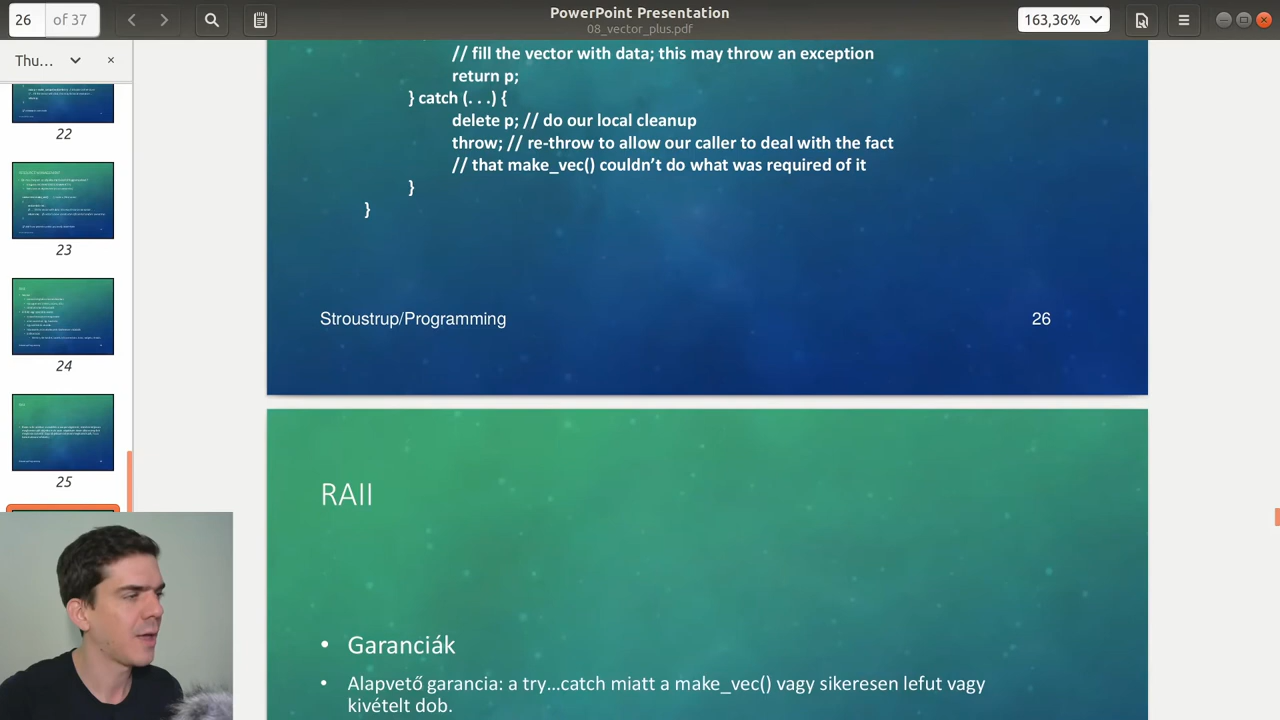 26 of 37
PowerPoint Presentation
08_vector_plus.pdf
163,36%
Thu...
22
23
24
25
// fill the vector with data; this may throw an exception
return p;
} catch (. . .) {
delete p; // do our local cleanup
throw; // re-throw to allow our caller to deal with the fact
// that make_vec() couldn’t do what was required of it
}
}
Stroustrup/Programming
26
RAII
• Garanciák
• Alapvető garancia: a try...catch miatt a make_vec() vagy sikeresen lefut vagy
kivételt dob.